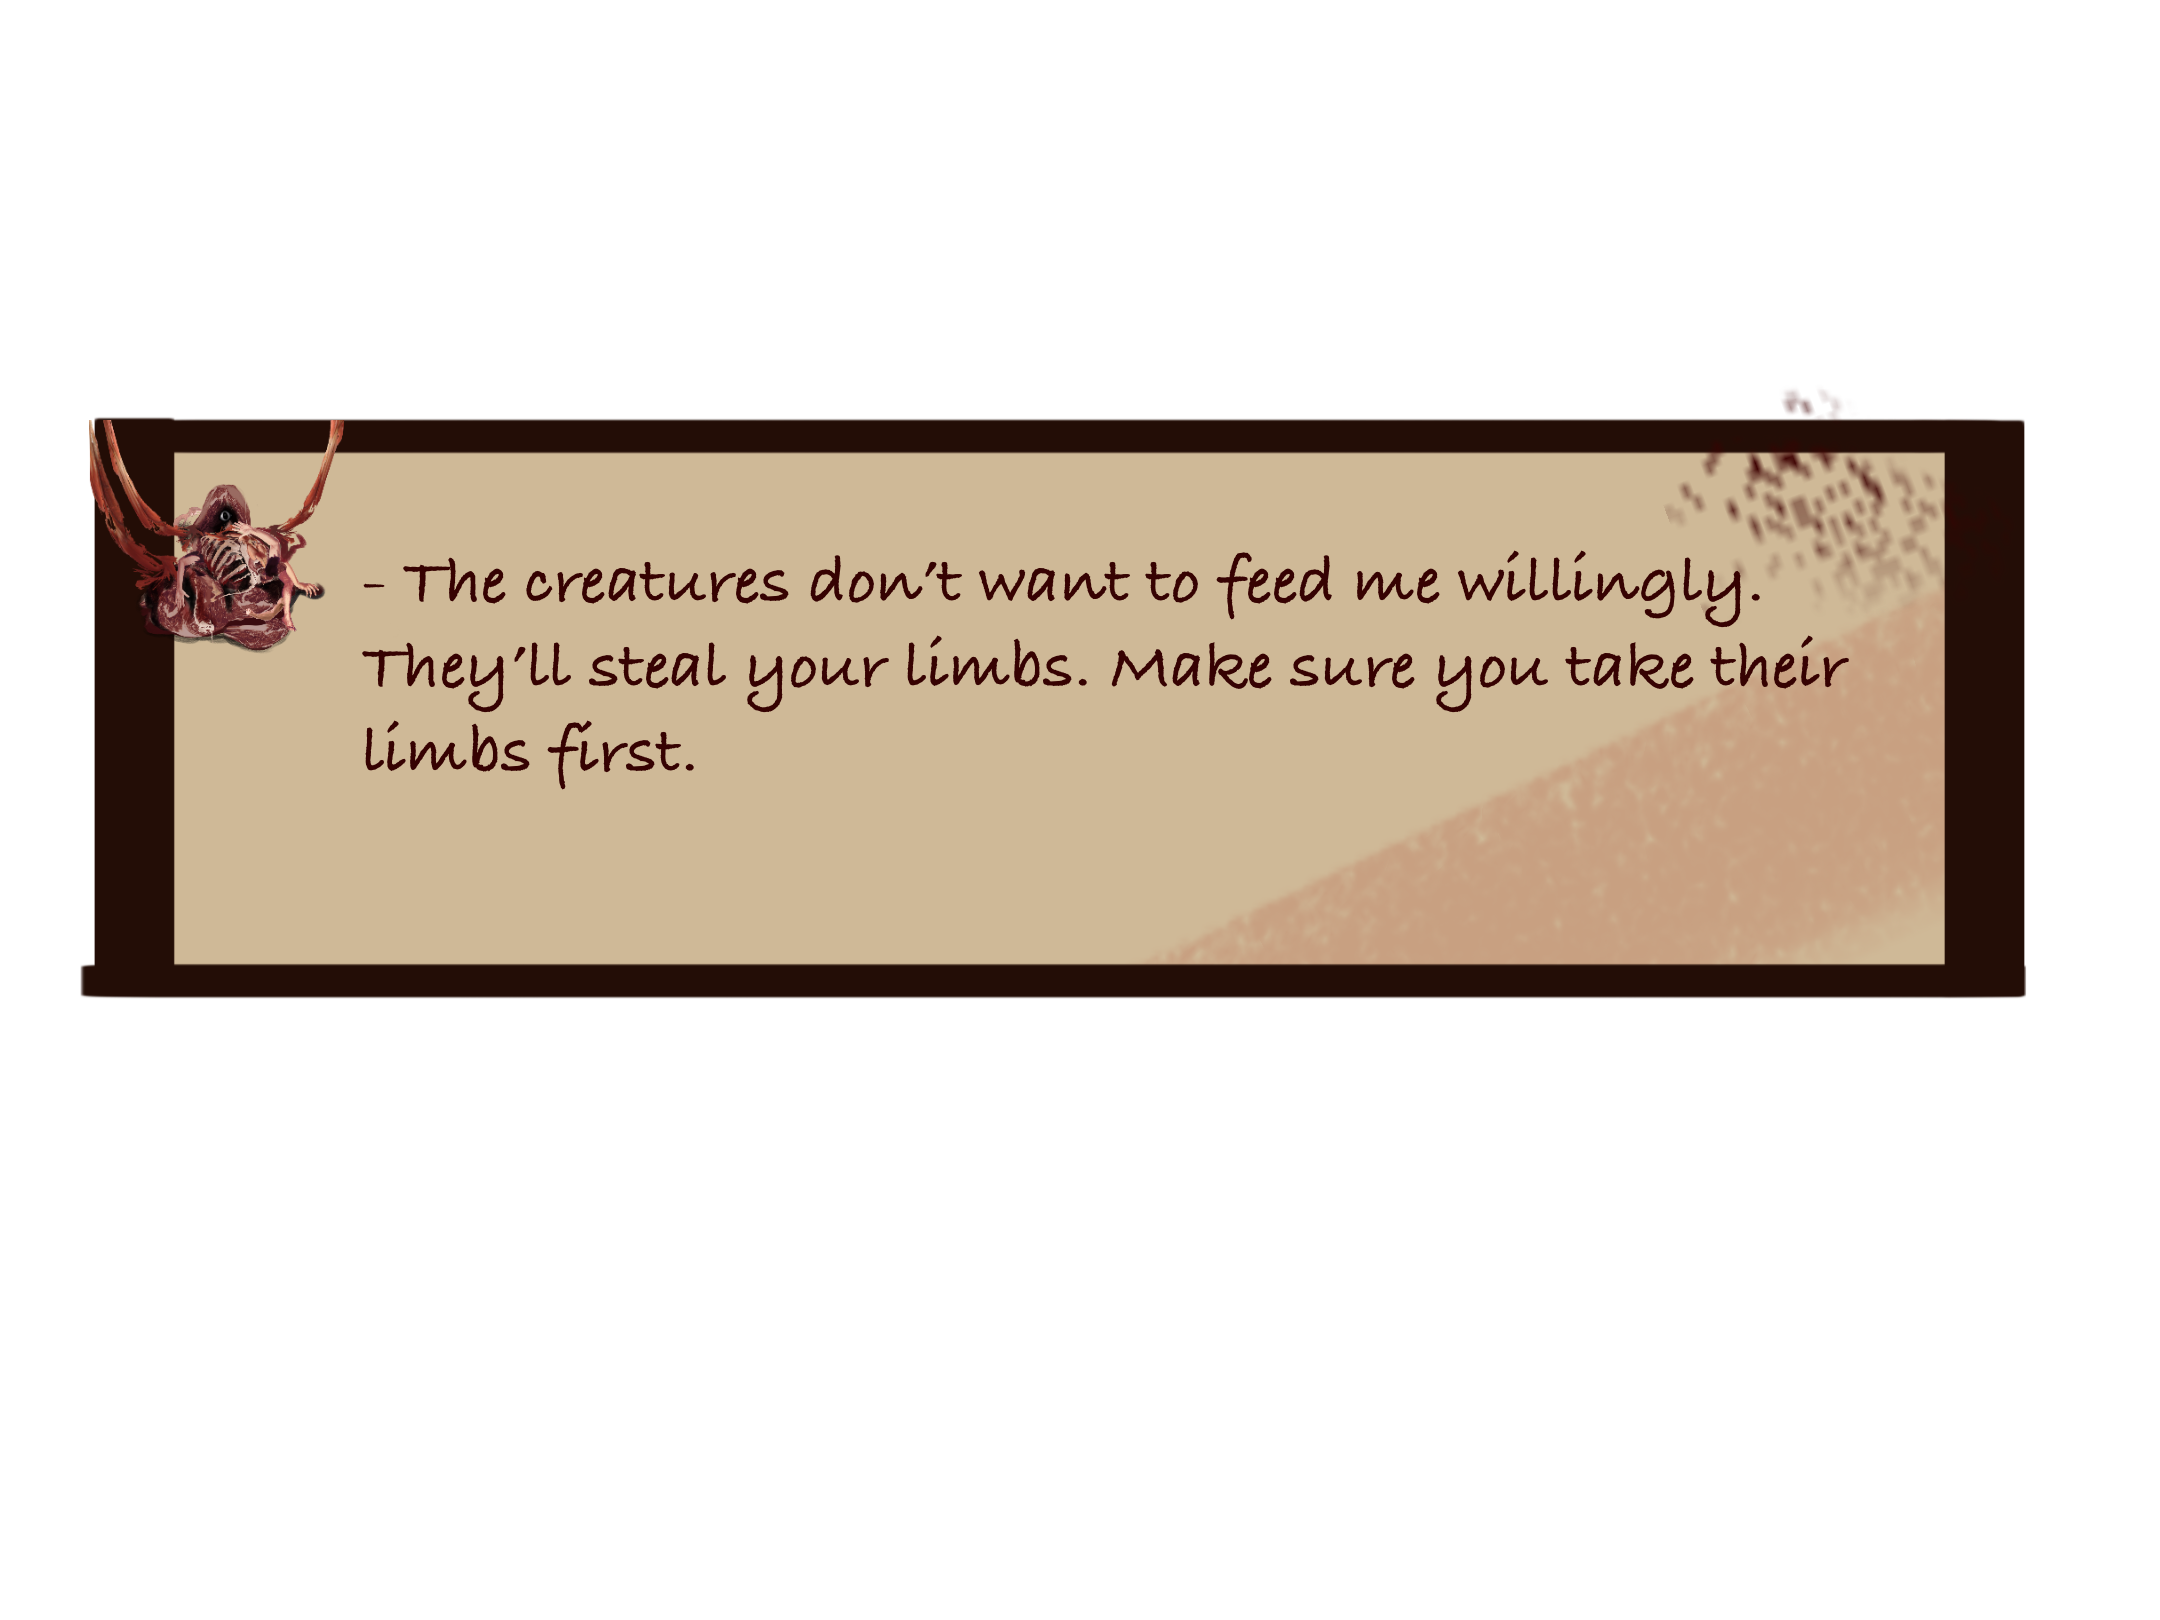 - The creatures don't want to feed me willingly.
They'll steal your limbs. Make sure you take their
limbs first.